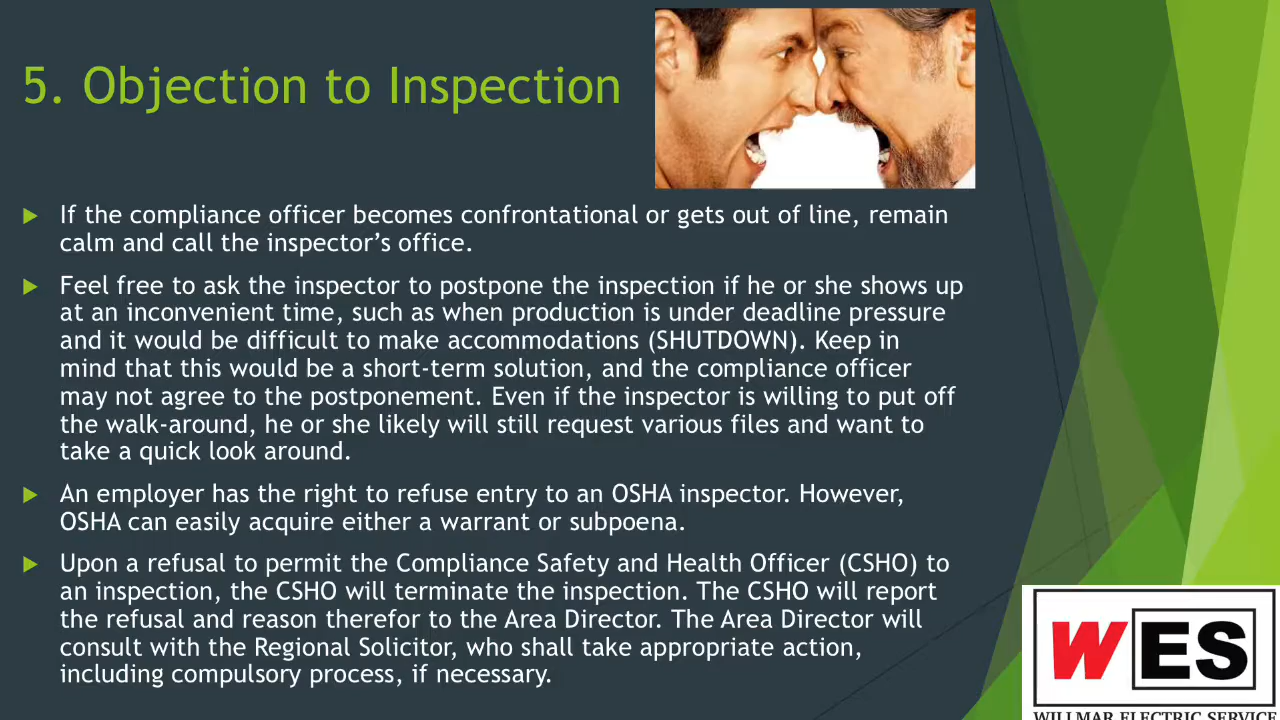 5. Objection to Inspection
If the compliance officer becomes confrontational or gets out of line, remain
calm and call the inspector’s office.
Feel free to ask the inspector to postpone the inspection if he or she shows up
at an inconvenient time, such as when production is under deadline pressure
and it would be difficult to make accommodations (SHUTDOWN). Keep in
mind that this would be a short-term solution, and the compliance officer
may not agree to the postponement. Even if the inspector is willing to put off
the walk-around, he or she likely will still request various files and want to
take a quick look around.
An employer has the right to refuse entry to an OSHA inspector. However,
OSHA can easily acquire either a warrant or subpoena.
Upon a refusal to permit the Compliance Safety and Health Officer (CSHO) to
an inspection, the CSHO will terminate the inspection. The CSHO will report
the refusal and reason therefor to the Area Director. The Area Director will
consult with the Regional Solicitor, who shall take appropriate action,
including compulsory process, if necessary.
WES
WILLMAR ELECTRIC SERVICE